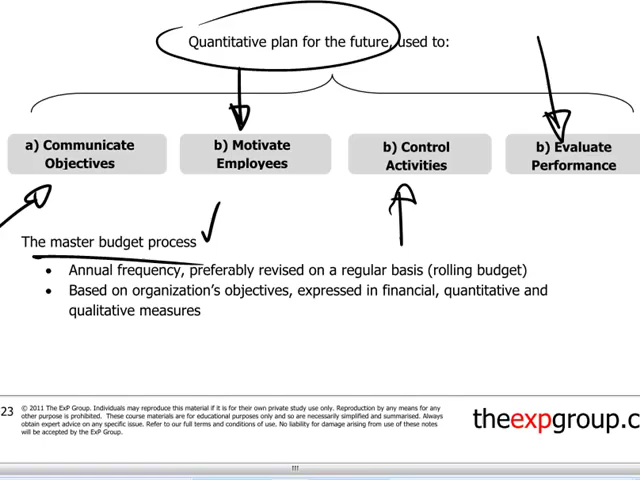 Quantitative plan for the future, used to:
a) Communicate
Objectives
b) Motivate
Employees
b) Control
Activities
b) Evaluate
Performance
The master budget process
• Annual frequency, preferably revised on a regular basis (rolling budget)
• Based on organization's objectives, expressed in financial, quantitative and
qualitative measures
23
© 2011 The ExP Group. Individuals may reproduce this material if it is for their own private study use only. Reproduction by any means for any
other purpose is prohibited. These course materials are for educational purposes only and so are necessarily simplified and summarised. Always
obtain expert advice on any specific issue. Refer to our full terms and conditions of use. No liability for damage arising from use of these notes
will be accepted by the ExP Group.
theexpgroup.c